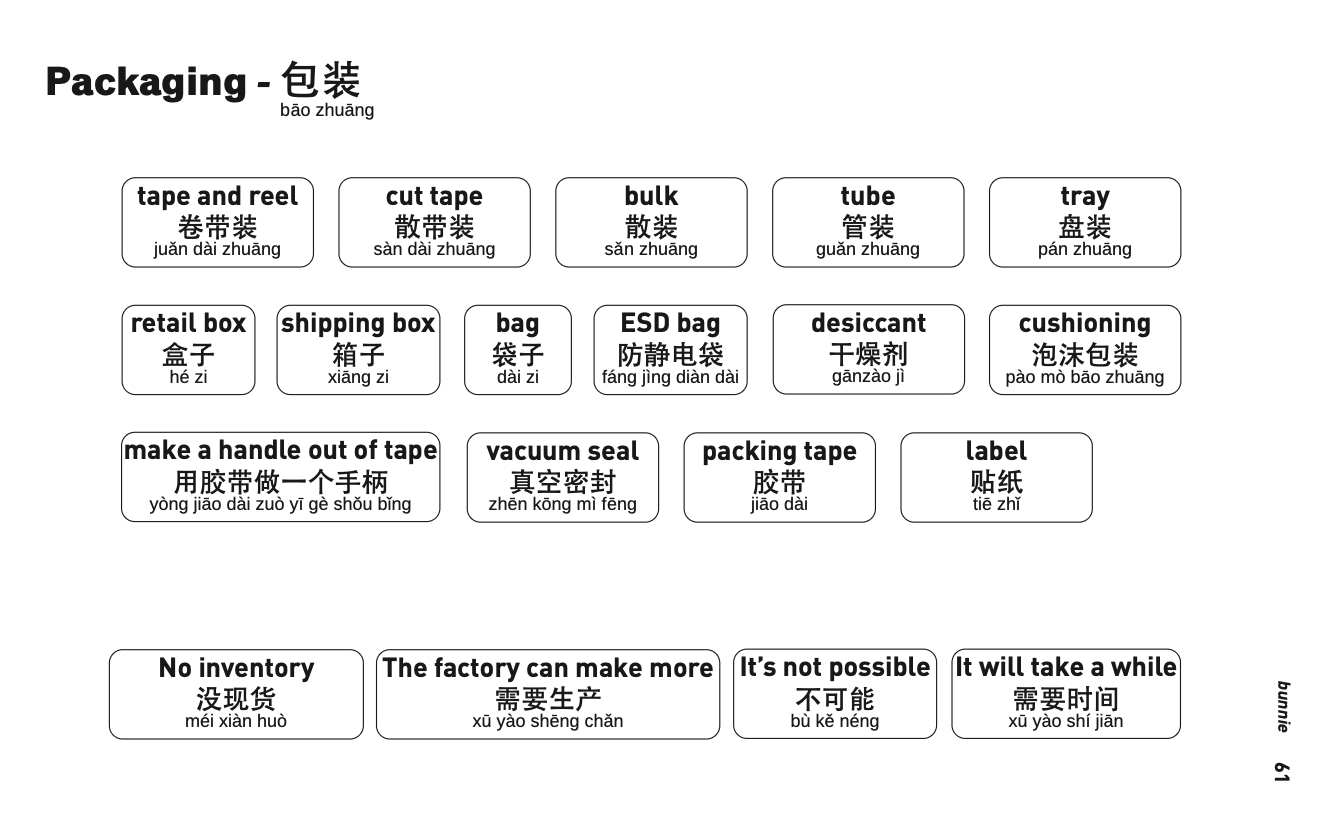 Packaging - 包装
bāo zhuāng
tape and reel
卷带装
juǎn dài zhuāng
cut tape
散带装
sàn dài zhuāng
bulk
散装
sǎn zhuāng
tube
管装
guǎn zhuāng
tray
盘装
pán zhuāng
retail box
盒子
hé zi
shipping box
箱子
xiāng zi
bag
袋子
dài zi
ESD bag
防静电袋
fáng jìng diàn dài
desiccant
干燥剂
gānzào jì
cushioning
泡沫包装
pào mò bāo zhuāng
make a handle out of tape
用胶带做一个手柄
yòng jiāo dài zuò yī gè shǒu bǐng
vacuum seal
真空密封
zhēn kōng mì fēng
packing tape
胶带
jiāo dài
label
贴纸
tiē zhǐ
No inventory
没现货
méi xiàn huò
The factory can make more
需要生产
xū yào shēng chǎn
It’s not possible
不可能
bù kě néng
It will take a while
需要时间
xū yào shí jiān
bunnie 61